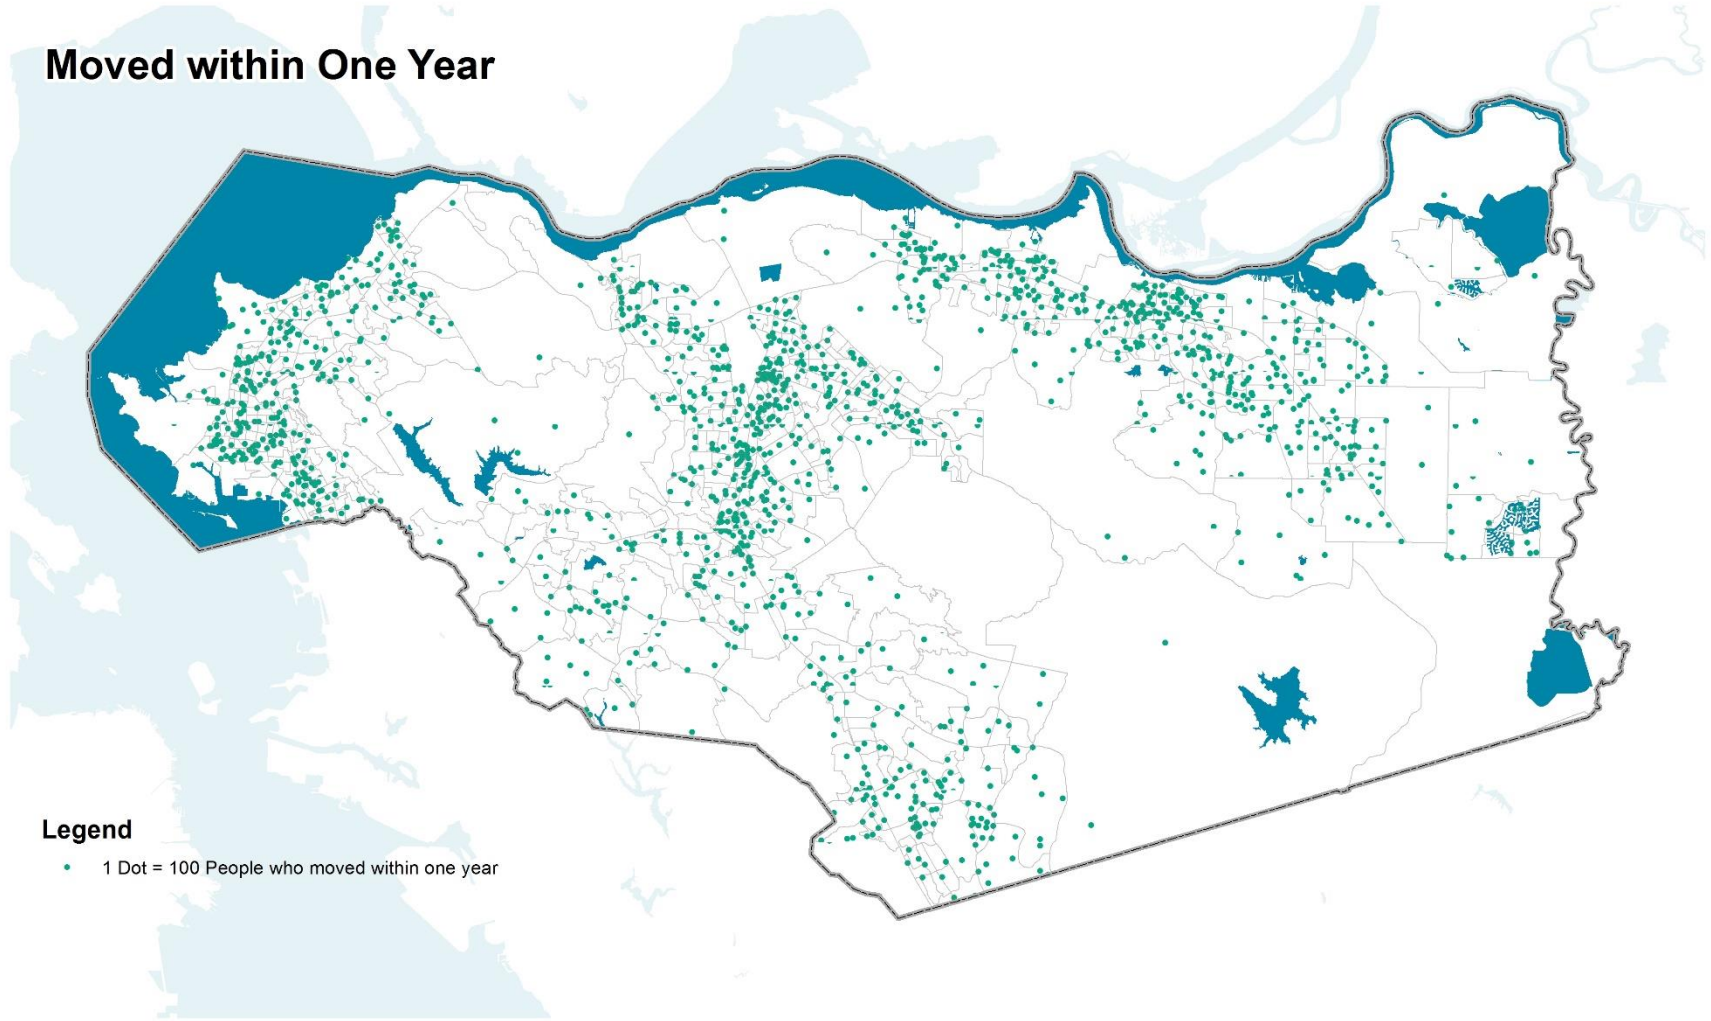 Moved within One Year
Legend
1 Dot = 100 People who moved within one year